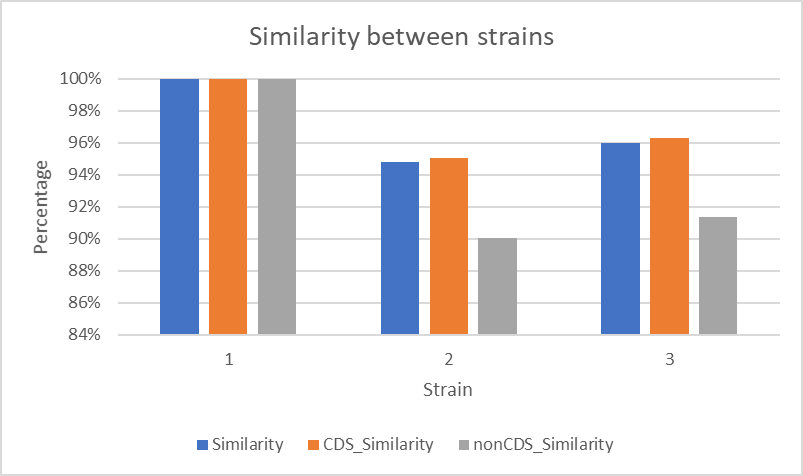 Similarity between strains
100%
98%
96%
94%
92%
90%
88%
86%
84%
Percentage
1 2 3
Strain
Similarity CDS_Similarity nonCDS_Similarity